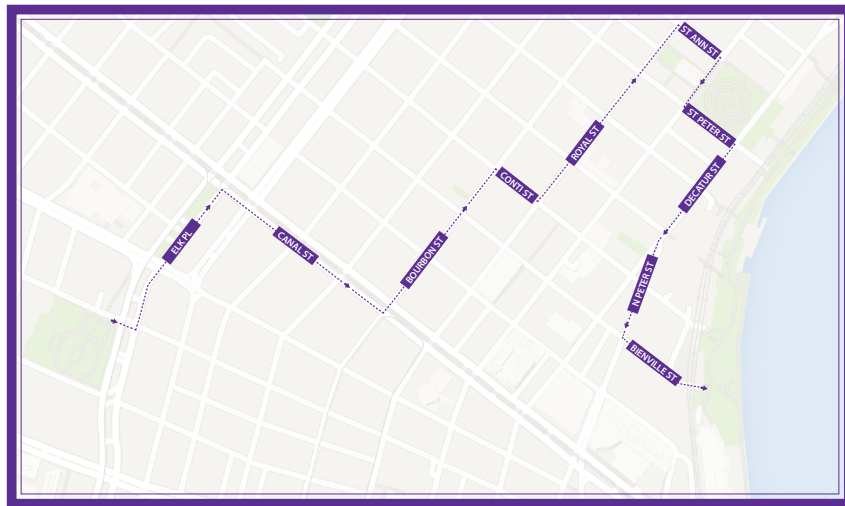 ST ANN ST
ST PETER ST
ROYAL ST
DECATUR ST
CONTI ST
ELK PL
CANAL ST
BOURBON ST
N PETER ST
BIENVILLE ST